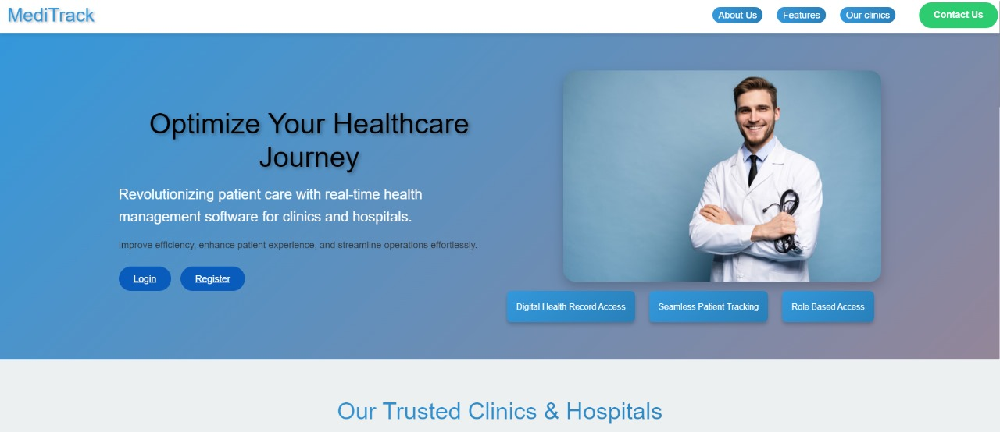 MediTrack
About Us
Features
Our clinics
Contact Us
Optimize Your Healthcare
Journey
Revolutionizing patient care with real-time health
management software for clinics and hospitals.
Improve efficiency, enhance patient experience, and streamline operations effortlessly.
Login
Register
Digital Health Record Access
Seamless Patient Tracking
Role Based Access
Our Trusted Clinics & Hospitals